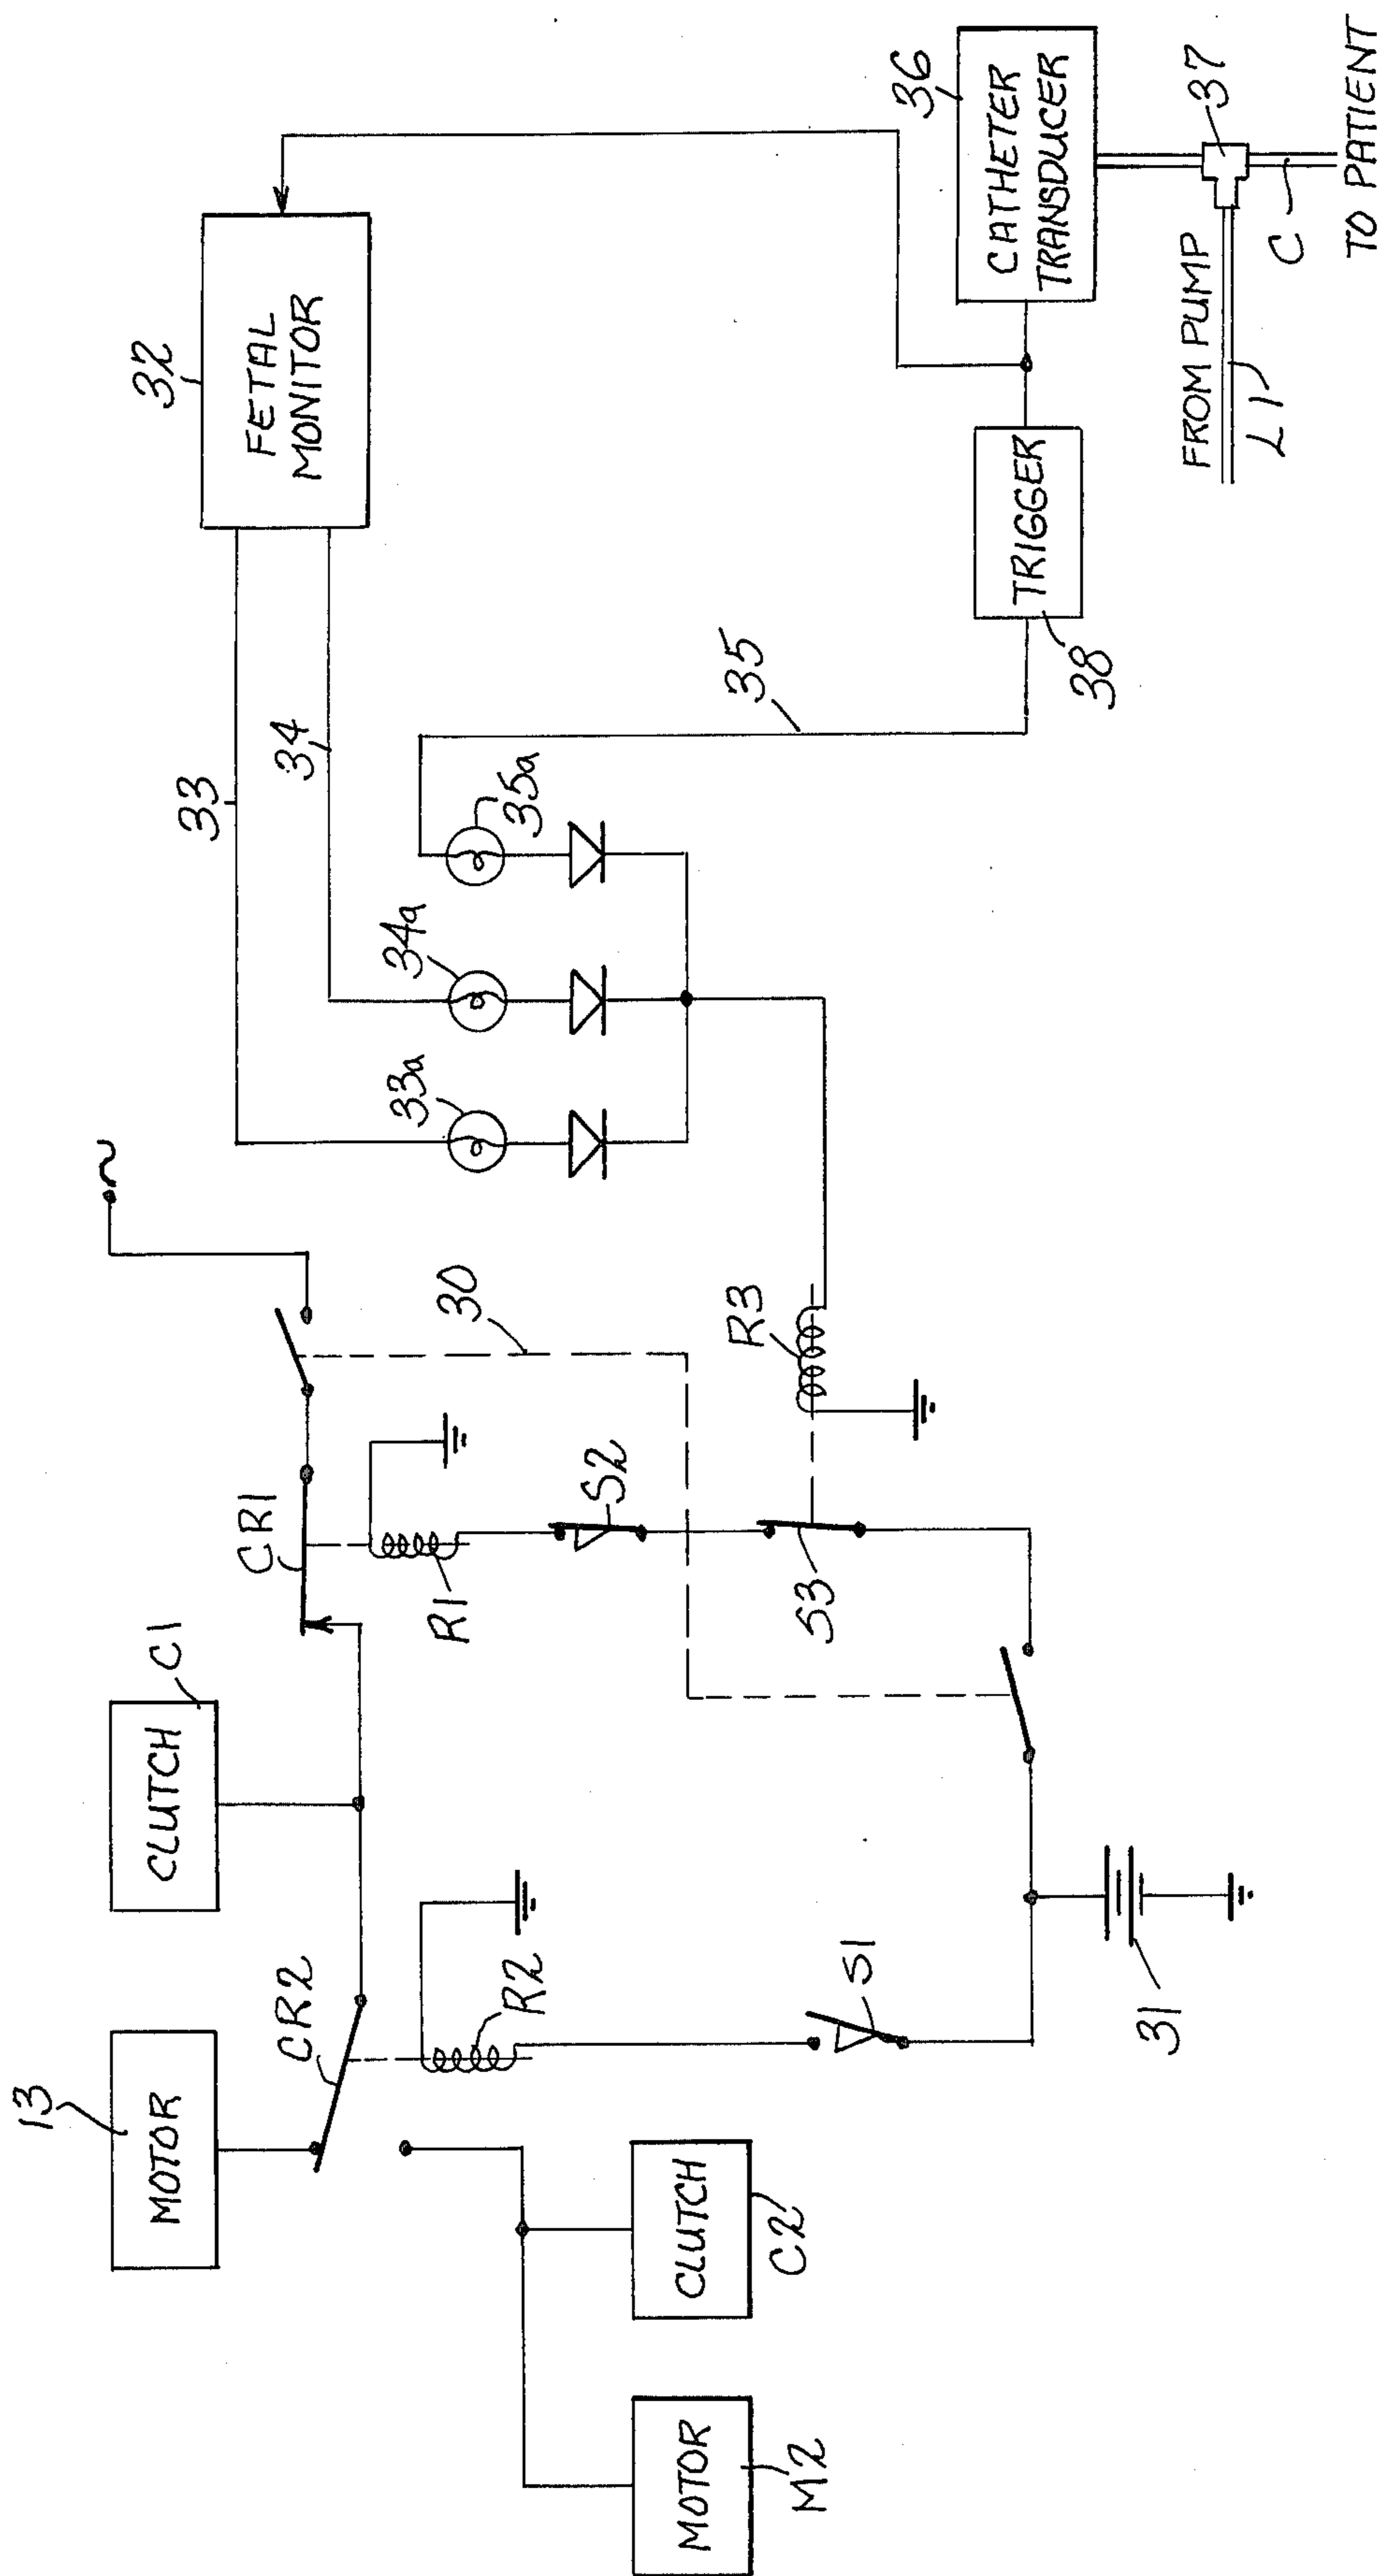 13
MOTOR
CLUTCH
C1
CR2
R2
S1
31
MOTOR
M2
CLUTCH
C2
CR1
R1
S2
S3
30
~
R3
33
34
32
FETAL
MONITOR
33a
34a
35a
35
38
TRIGGER
36
CATHETER
TRANSDUCER
37
FROM PUMP
L1
C
TO PATIENT